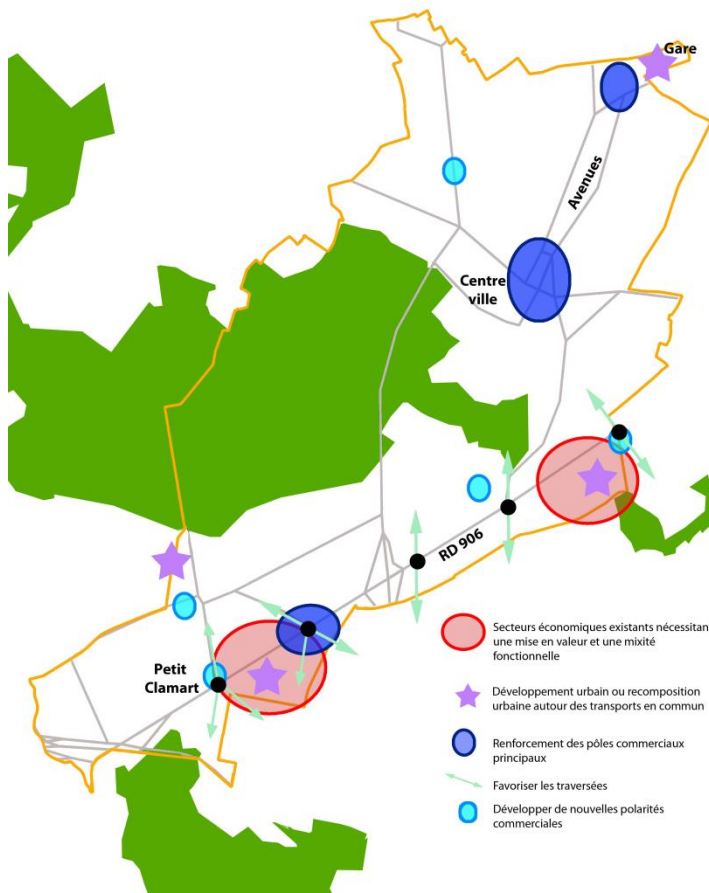 Gare
Avenues
Centre
ville
RD 906
Petit
Clamart
Secteurs économiques existants nécessitan
une mise en valeur et une mixité
fonctionnelle
Développement urbain ou recomposition
urbaine autour des transports en commun
Renforcement des pôles commerciaux
principaux
Favoriser les traversées
Développer de nouvelles polarités
commerciales